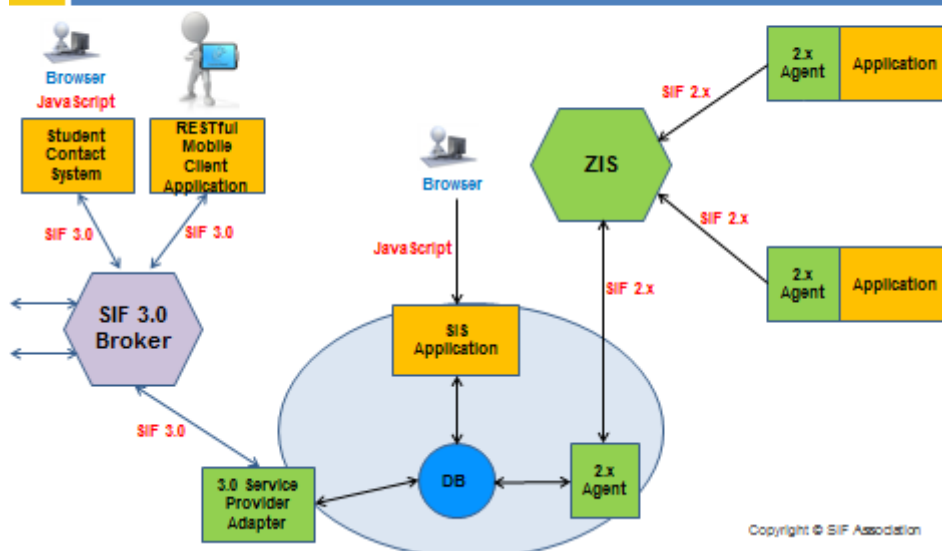 Browser
JavaScript
Student
Contact
System
RESTful
Mobile
Client
Application
SIF 3.0
SIF 3.0
SIF 3.0
Broker
SIF 3.0
3.0 Service
Provider
Adapter
Browser
JavaScript
SIS
Application
DB
2.x
Agent
SIF 2.x
ZIS
SIF 2.x
2.x
Agent
Application
SIF 2.x
2.x
Agent
Application
Copyright © SIF Association